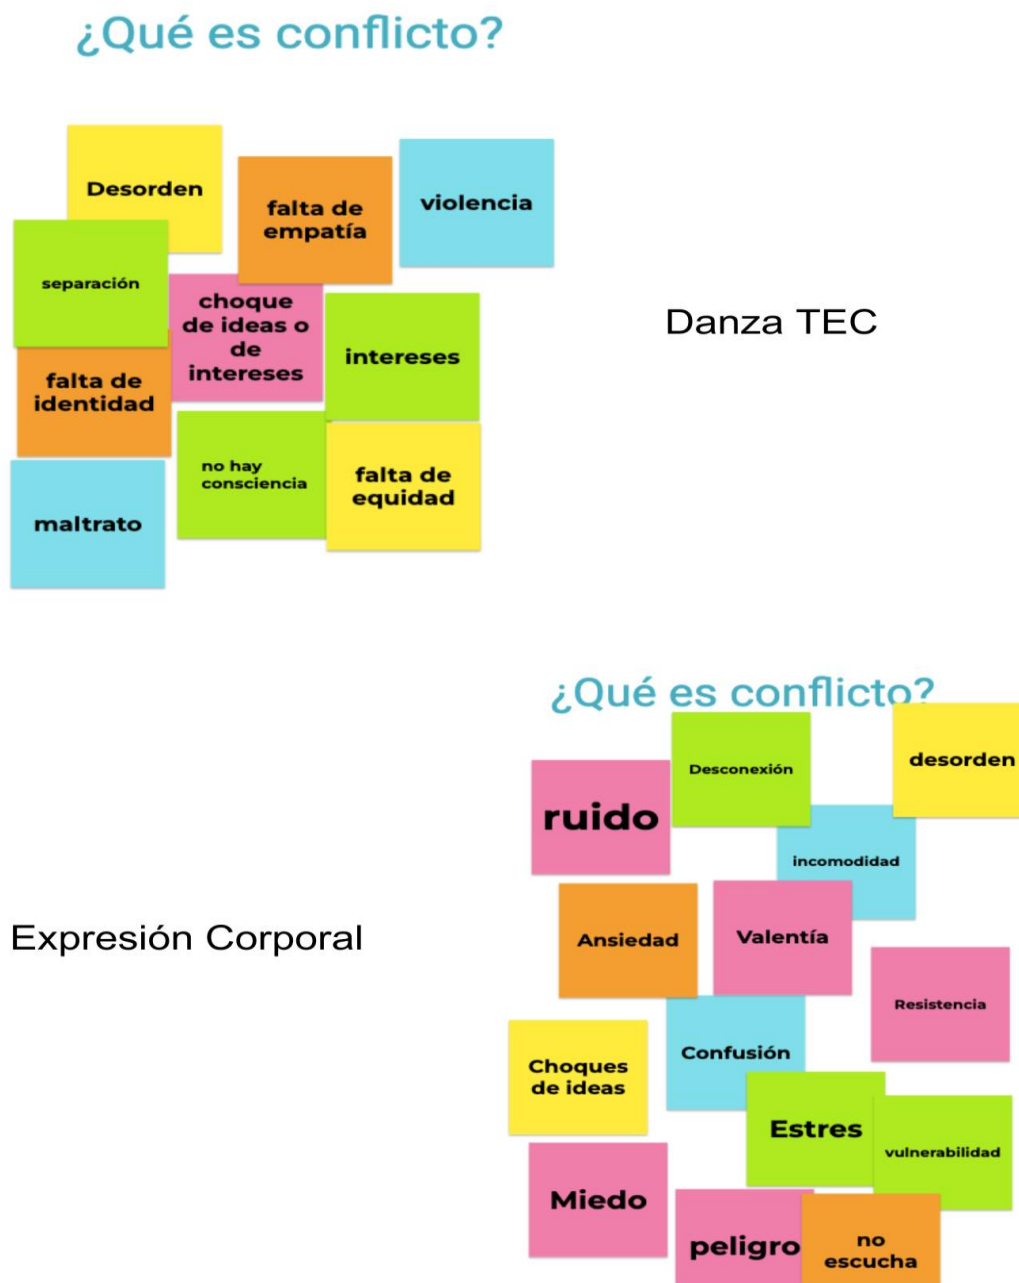 ¿Qué es conflicto?
Desorden
falta de
empatía
violencia
separación
choque
de ideas o
de
intereses
intereses
falta de
identidad
no hay
consciencia
falta de
equidad
maltrato
Danza TEC
¿Qué es conflicto?
desorden
Desconexión
ruido
incomodidad
Ansiedad
Valentía
Resistencia
Expresión Corporal
Choques
de ideas
Confusión
Estres
vulnerabilidad
Miedo
peligro
no
escucha